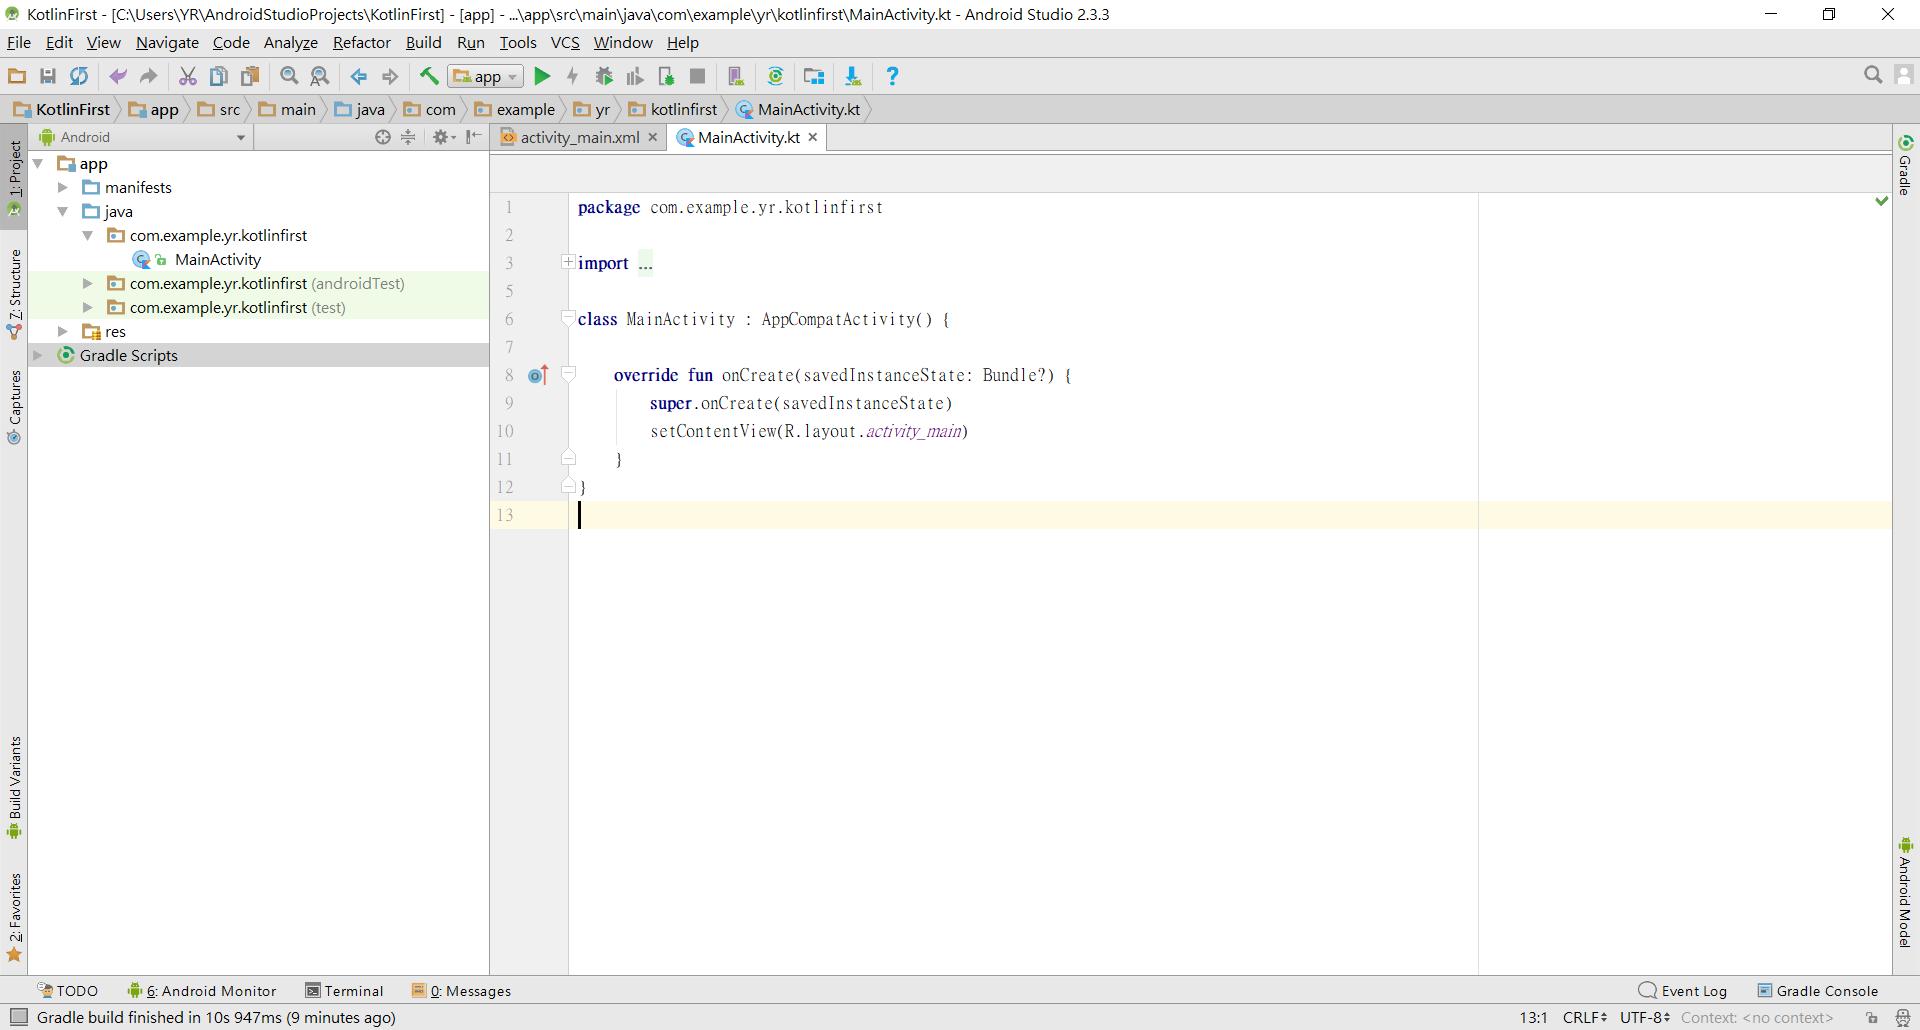 KotlinFirst - [C:\Users\YR\AndroidStudioProjects\KotlinFirst] - [app] - ...\app\src\main\java\com\example\yr\kotlinfirst\MainActivity.kt - Android Studio 2.3.3
File Edit View Navigate Code Analyze Refactor Build Run Tools VCS Window Help
app
KotlinFirst app src main java com example yr kotlinfirst MainActivity.kt
Android
activity_main.xml MainActivity.kt
1: Project
Z: Structure
Captures
Build Variants
2: Favorites
app
manifests
java
com.example.yr.kotlinfirst
MainActivity
com.example.yr.kotlinfirst (androidTest)
com.example.yr.kotlinfirst (test)
res
Gradle Scripts
1 package com.example.yr.kotlinfirst
2
3 import ...
5
6 class MainActivity : AppCompatActivity() {
7
8 override fun onCreate(savedInstanceState: Bundle?) {
9 super.onCreate(savedInstanceState)
10 setContentView(R.layout.activity_main)
11 }
12 }
13
Gradle
Android Model
TODO 6: Android Monitor Terminal 0: Messages Event Log Gradle Console
Gradle build finished in 10s 947ms (9 minutes ago) 13:1 CRLF UTF-8 Context: <no context>